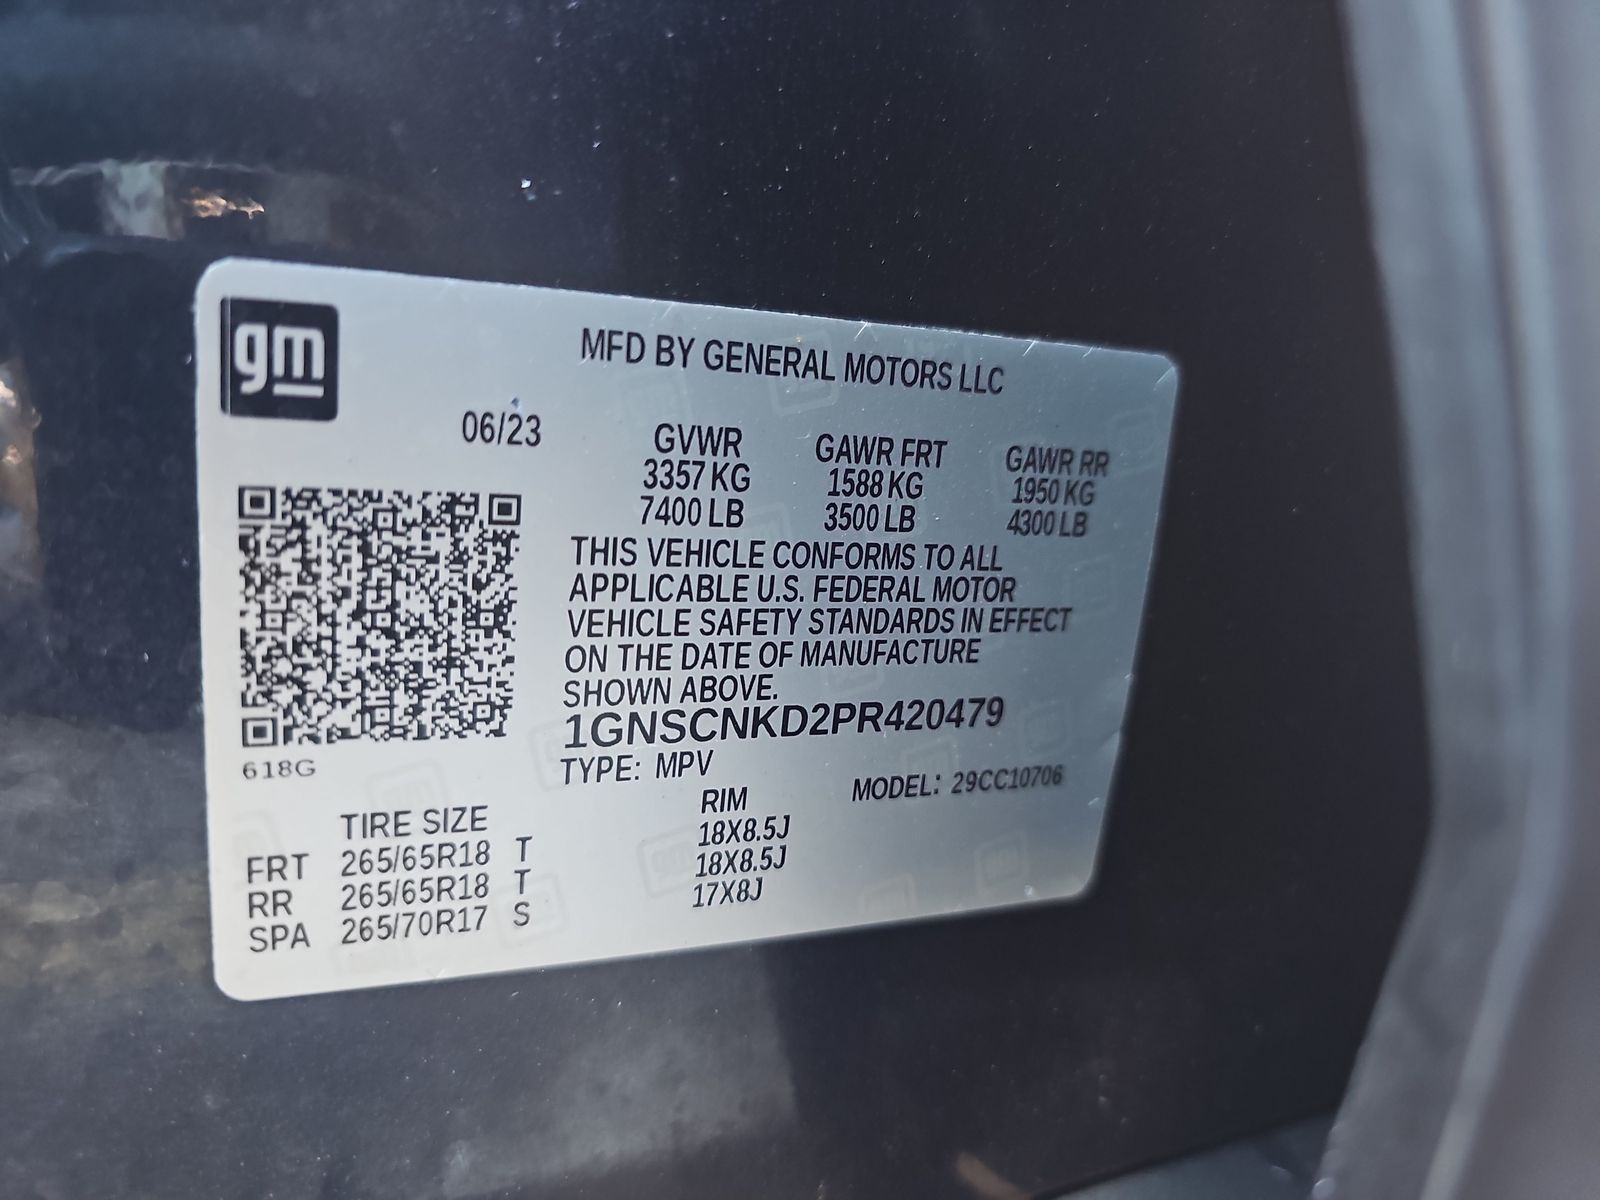 gm
MFD BY GENERAL MOTORS LLC
06/23
GVWR GAWR FRT GAWR RR
3357 KG 1588 KG 1950 KG
7400 LB 3500 LB 4300 LB
THIS VEHICLE CONFORMS TO ALL
APPLICABLE U.S. FEDERAL MOTOR
VEHICLE SAFETY STANDARDS IN EFFECT
ON THE DATE OF MANUFACTURE
SHOWN ABOVE.
1GNSCNKD2PR420479
618G
TYPE: MPV MODEL: 29CC10706
TIRE SIZE RIM
FRT 265/65R18 T 18X8.5J
RR 265/65R18 T 18X8.5J
SPA 265/70R17 S 17X8J